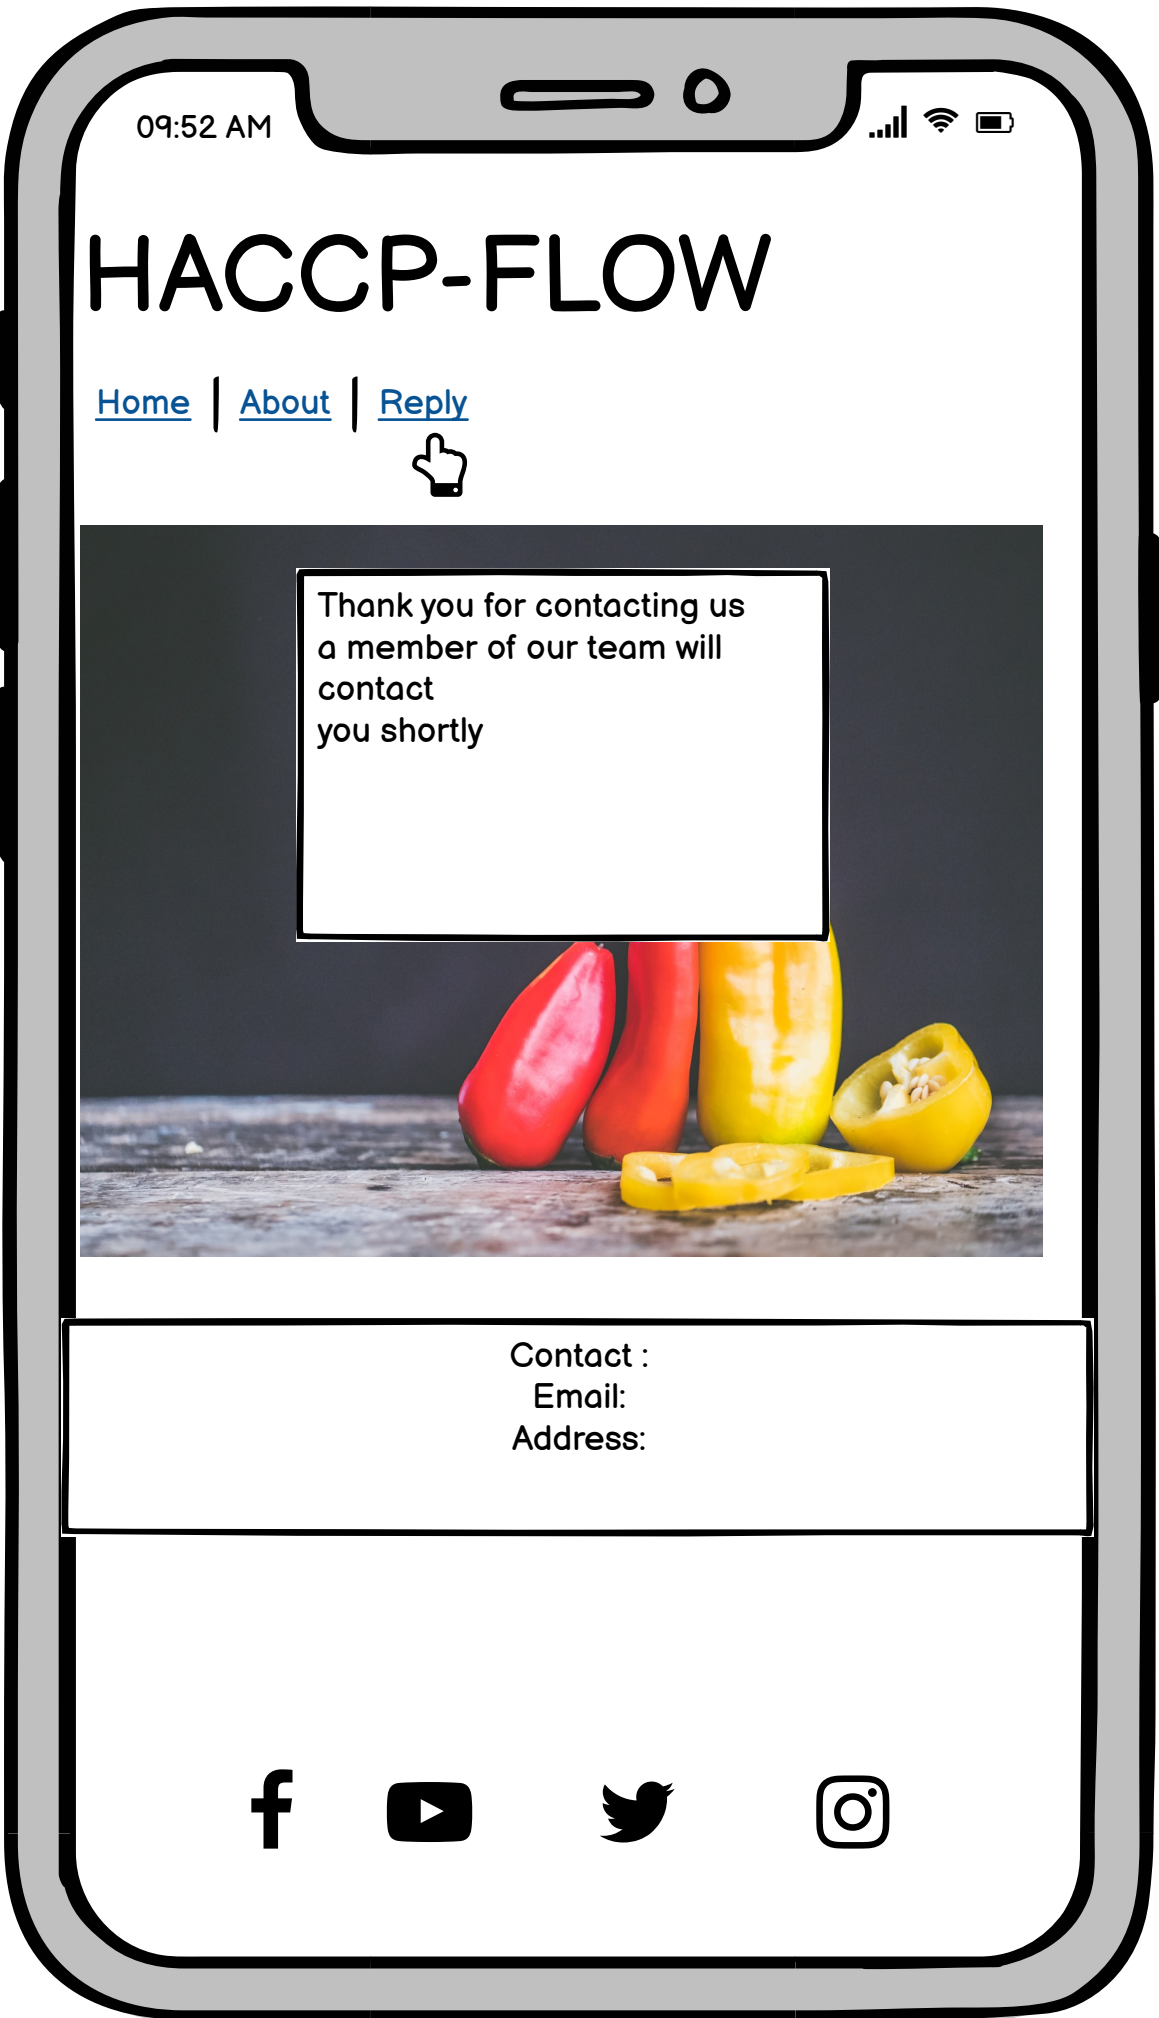 09:52 AM
HACCP-FLOW
Home | About | Reply
Thank you for contacting us
a member of our team will
contact
you shortly
Contact :
Email:
Address: